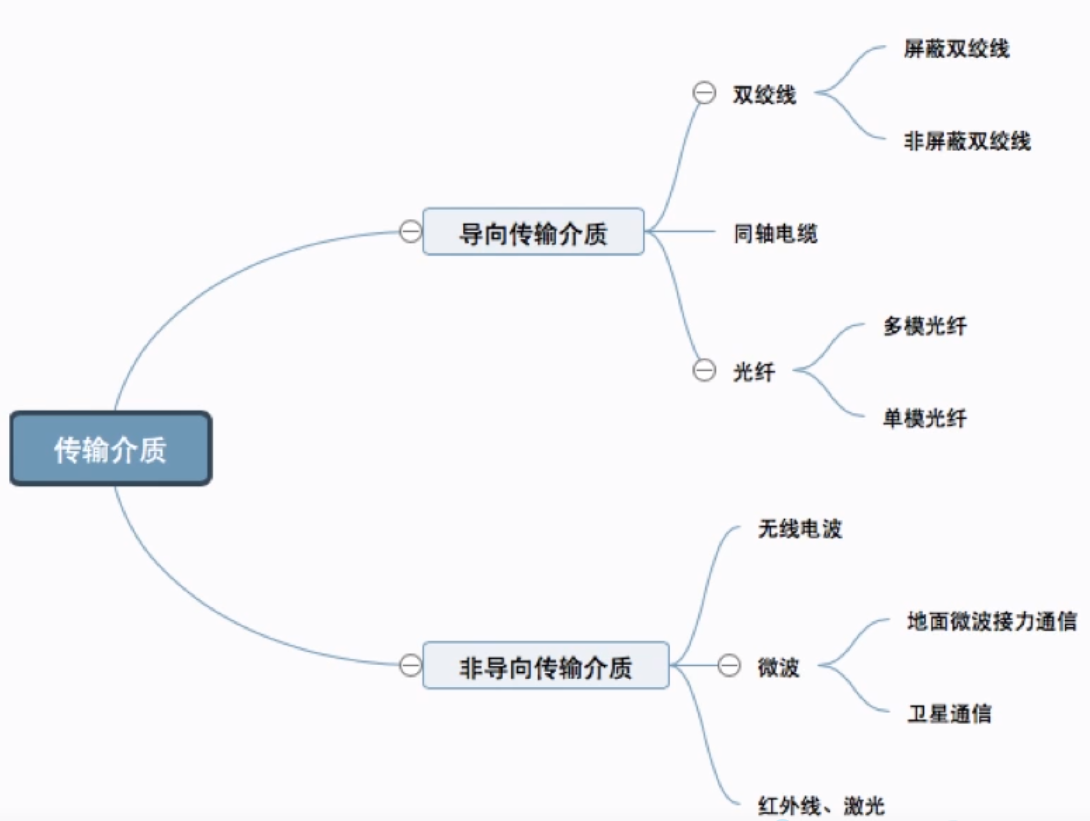 传输介质
导向传输介质
双绞线
屏蔽双绞线
非屏蔽双绞线
同轴电缆
光纤
多模光纤
单模光纤
非导向传输介质
无线电波
微波
地面微波接力通信
卫星通信
红外线、激光